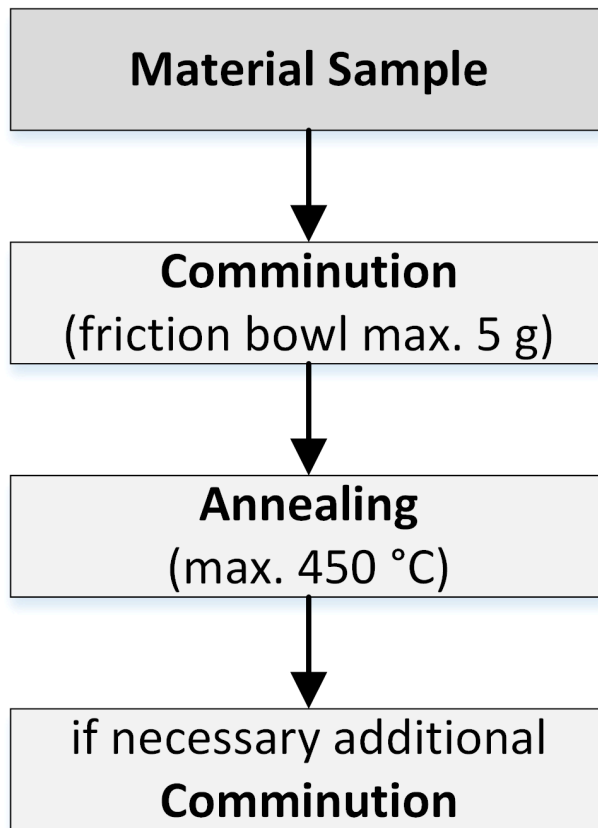 Material Sample
Comminution
(friction bowl max. 5 g)
Annealing
(max. 450 °C)
if necessary additional
Comminution